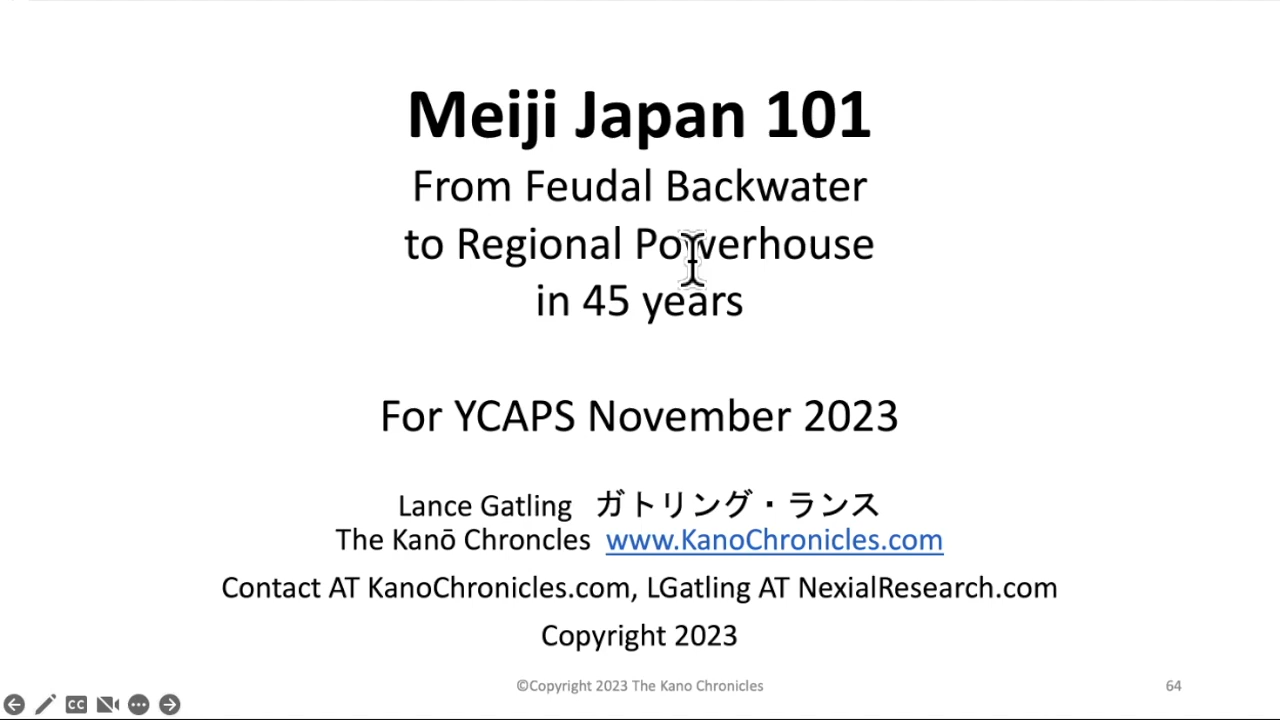 Meiji Japan 101
From Feudal Backwater
to Regional Powerhouse
in 45 years
For YCAPS November 2023
Lance Gatling ガトリング・ランス
The Kanō Chroncles www.KanoChronicles.com
Contact AT KanoChronicles.com, LGatling AT NexialResearch.com
Copyright 2023
©Copyright 2023 The Kano Chronicles
64
CC